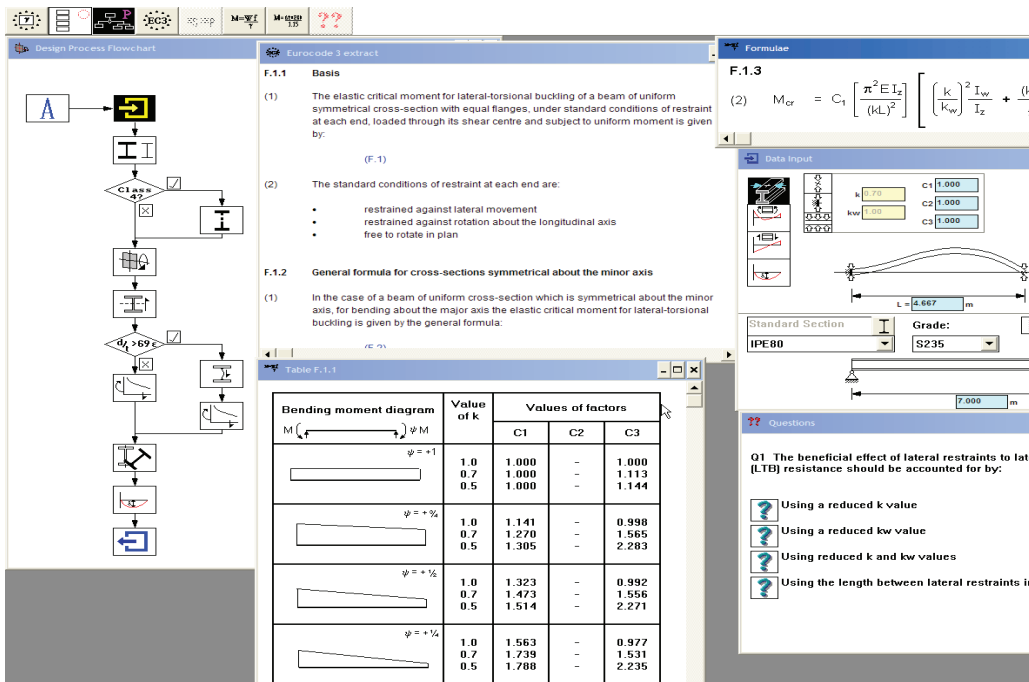 7
P
EC3
M=Wf/γ
??
Design Process Flowchart
A
Class
4?
d/t >69ε
Eurocode 3 extract
F.1.1 Basis
(1) The elastic critical moment for lateral-torsional buckling of a beam of uniform
symmetrical cross-section with equal flanges, under standard conditions of restraint
at each end, loaded through its shear centre and subject to uniform moment is given
by:
(F.1)
(2) The standard conditions of restraint at each end are:
• restrained against lateral movement
• restrained against rotation about the longitudinal axis
• free to rotate in plan
F.1.2 General formula for cross-sections symmetrical about the minor axis
(1) In the case of a beam of uniform cross-section which is symmetrical about the minor
axis, for bending about the major axis the elastic critical moment for lateral-torsional
buckling is given by the general formula:
(F.2)
Formulae
F.1.3
(2) Mcr = C1 [π²EIz/(kL)²] [(k/kw)² Iw/Iz + (k
Data Input
k 0.70
kw 1.00
C1 1.000
C2 1.000
C3 1.000
L = 4.667 m
Standard Section
Grade:
IPE80
S235
7.000 m
Table F.1.1
Bending moment diagram
M ψM
Value
of k
Values of factors
C1 C2 C3
ψ = +1
1.0 1.000 - 1.000
0.7 1.000 - 1.113
0.5 1.000 - 1.144
ψ = +¾
1.0 1.141 - 0.998
0.7 1.270 - 1.565
0.5 1.305 - 2.283
ψ = +½
1.0 1.323 - 0.992
0.7 1.473 - 1.556
0.5 1.514 - 2.271
ψ = +¼
1.0 1.563 - 0.977
0.7 1.739 - 1.531
0.5 1.788 - 2.235
?? Questions
Q1 The beneficial effect of lateral restraints to lat
(LTB) resistance should be accounted for by:
? Using a reduced k value
? Using a reduced kw value
? Using reduced k and kw values
? Using the length between lateral restraints i